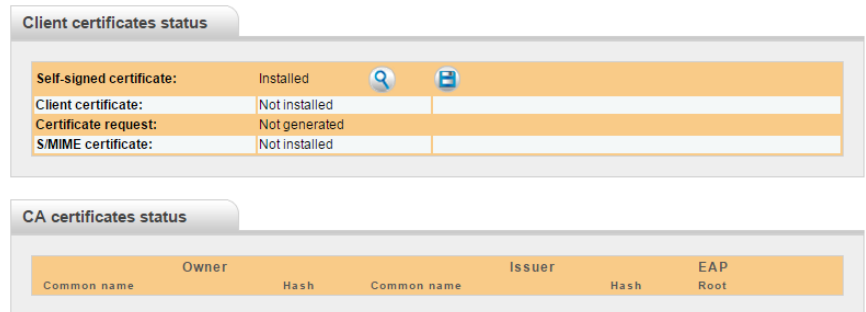 Client certificates status
Self-signed certificate: Installed
Client certificate: Not installed
Certificate request: Not generated
S/MIME certificate: Not installed
CA certificates status
Owner Issuer EAP
Common name Hash Common name Hash Root